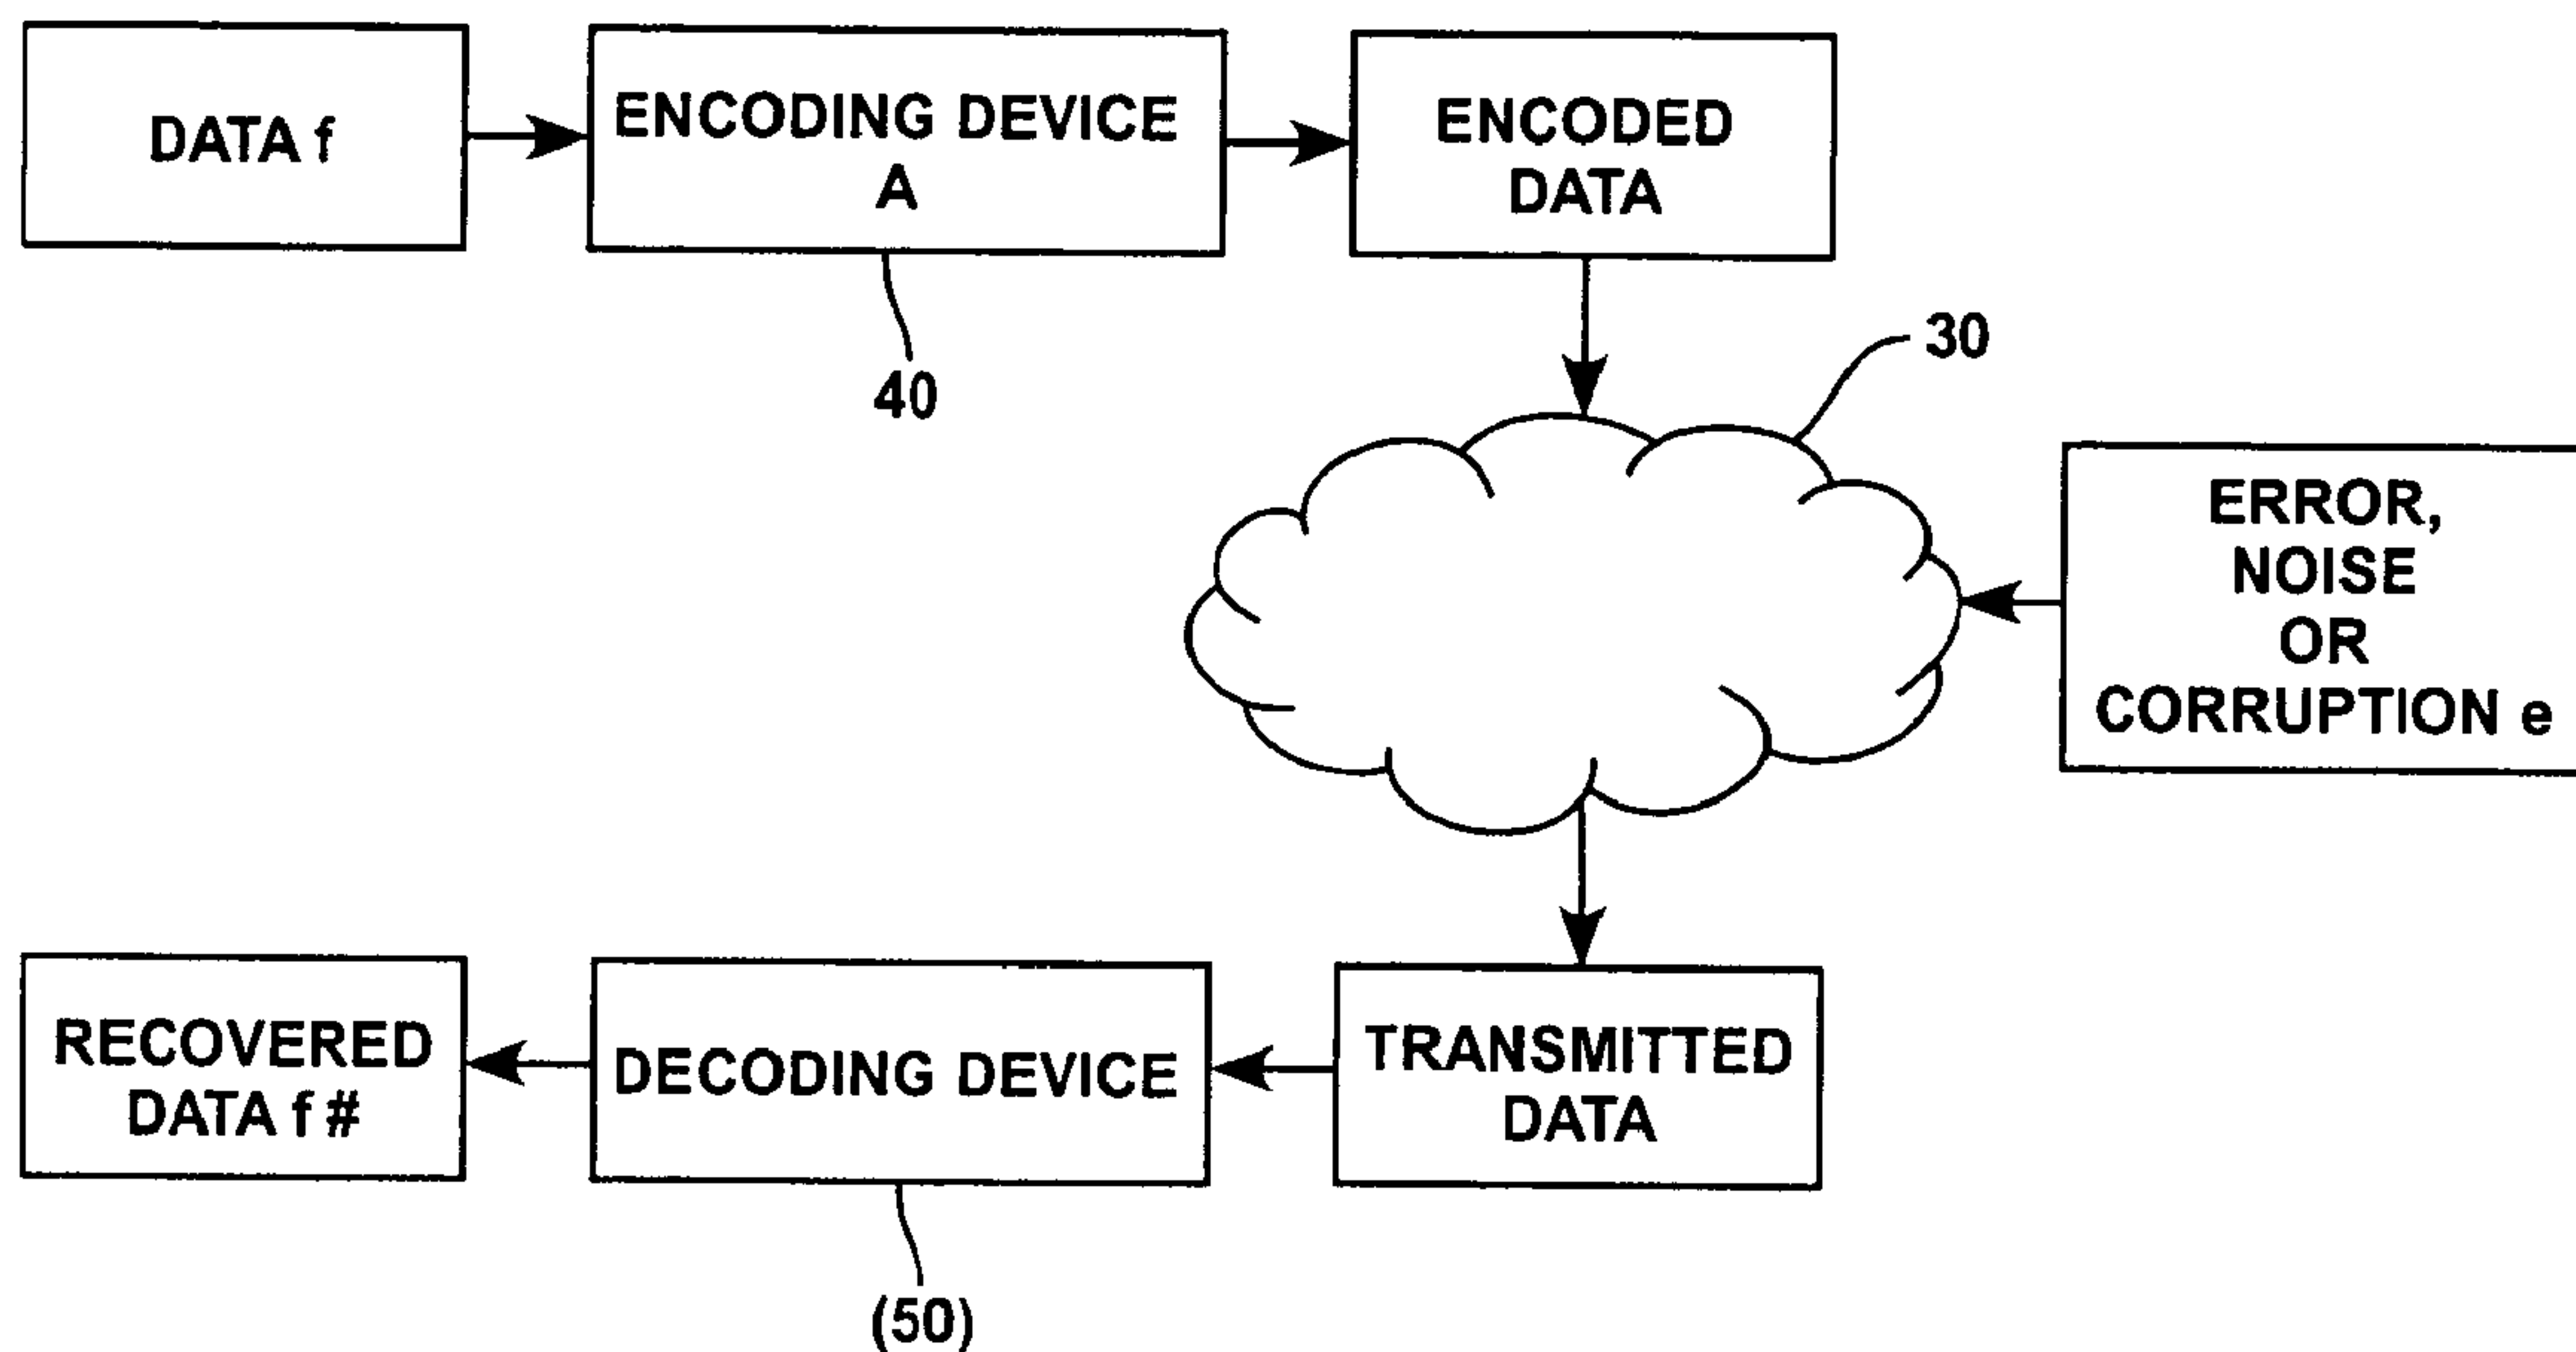 DATA f
ENCODING DEVICE
A
ENCODED
DATA
40
30
ERROR,
NOISE
OR
CORRUPTION e
RECOVERED
DATA f #
DECODING DEVICE
TRANSMITTED
DATA
(50)